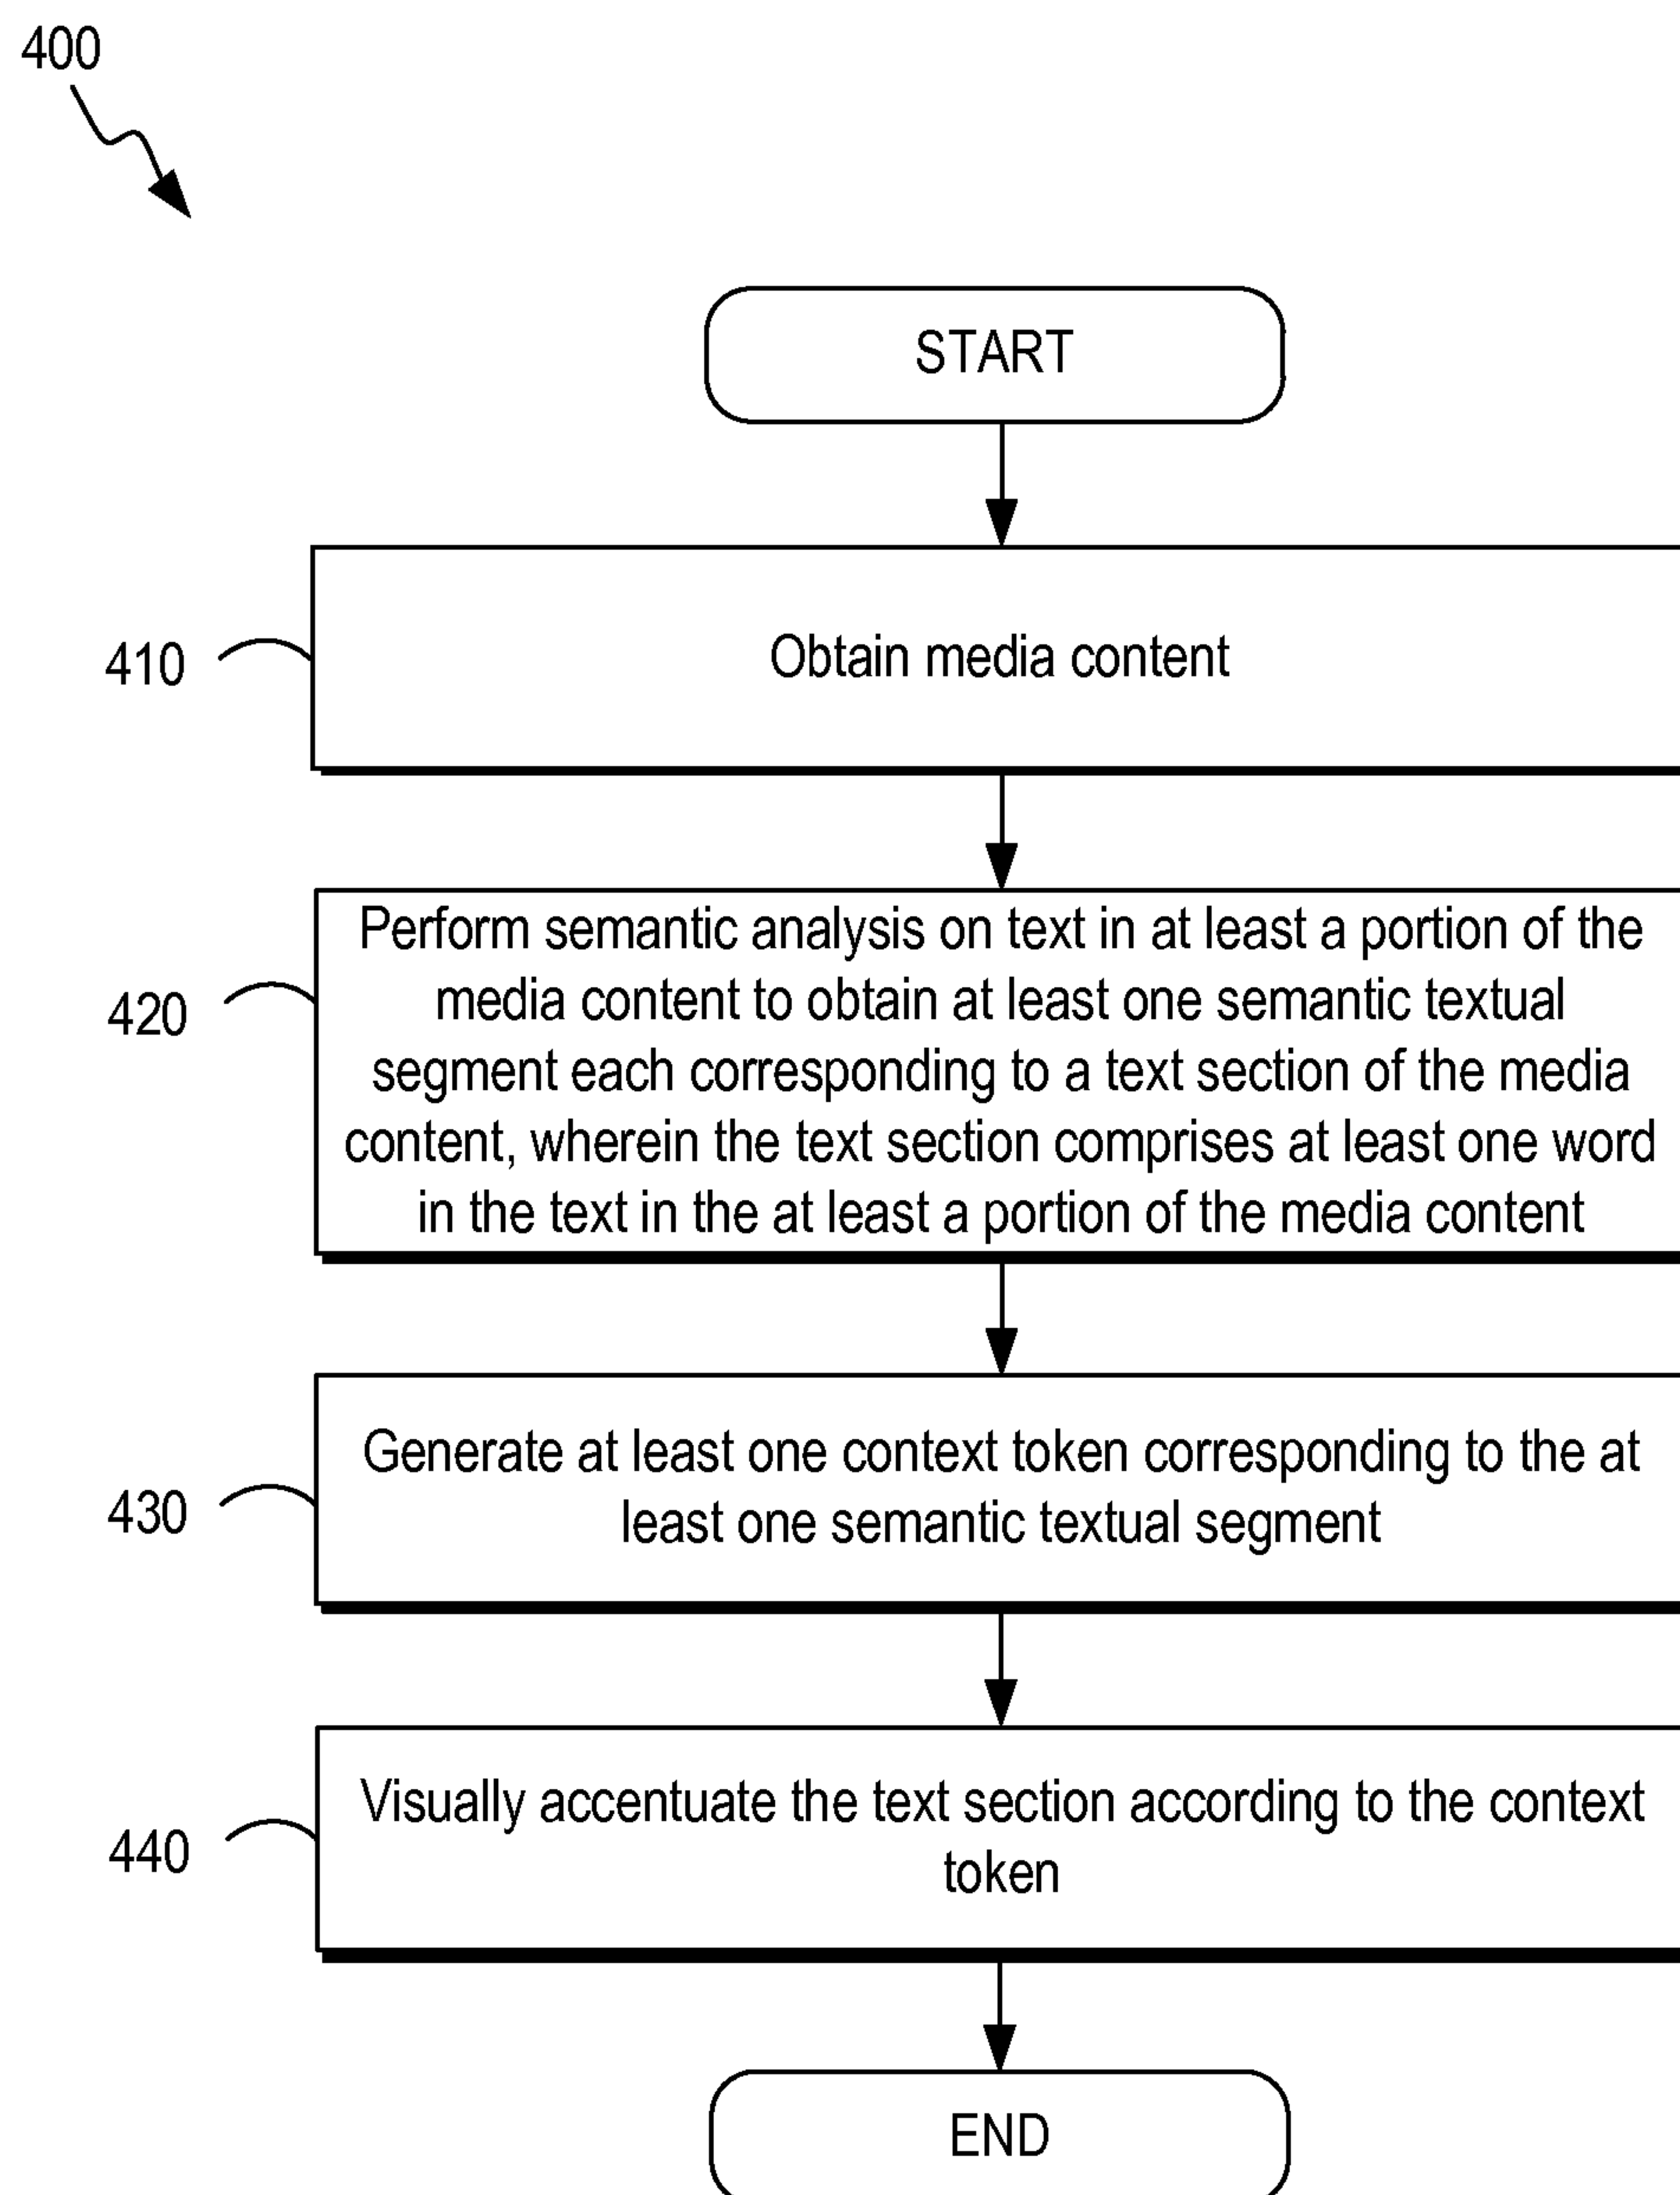 400
START
410
Obtain media content
420
Perform semantic analysis on text in at least a portion of the
media content to obtain at least one semantic textual
segment each corresponding to a text section of the media
content, wherein the text section comprises at least one word
in the text in the at least a portion of the media content
430
Generate at least one context token corresponding to the at
least one semantic textual segment
440
Visually accentuate the text section according to the context
token
END